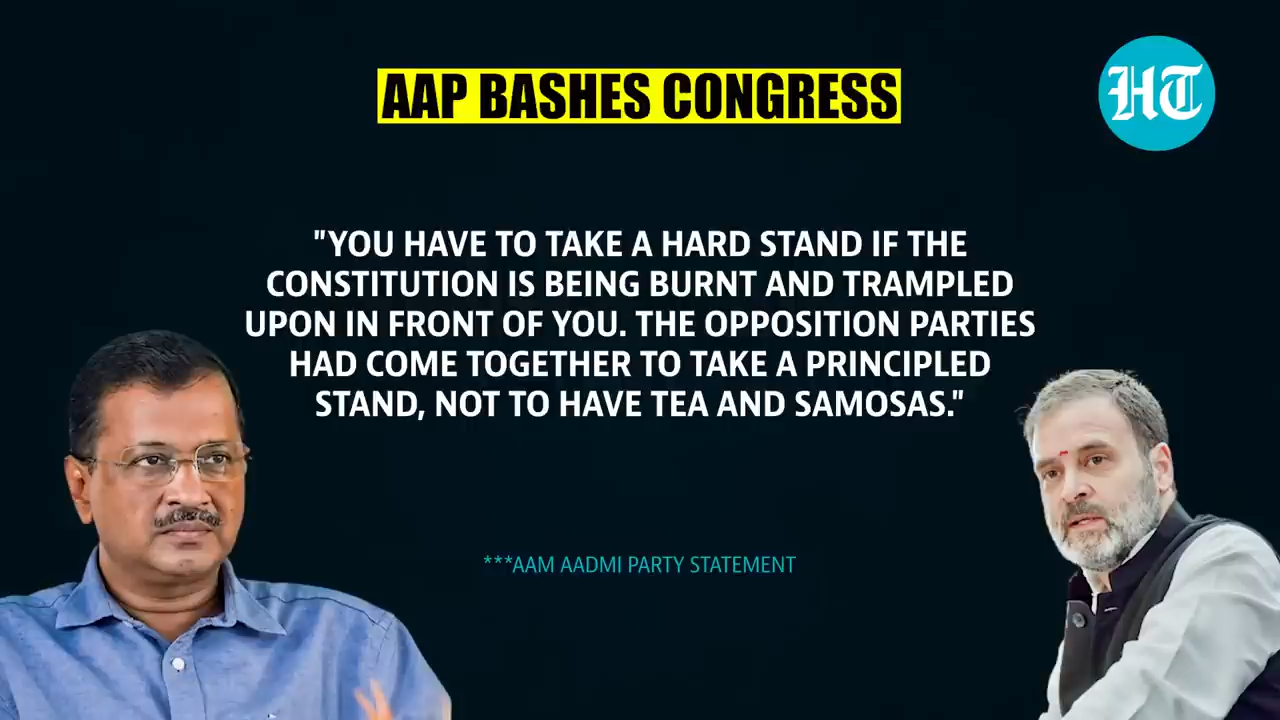 AAP BASHES CONGRESS
HT
"YOU HAVE TO TAKE A HARD STAND IF THE
CONSTITUTION IS BEING BURNT AND TRAMPLED
UPON IN FRONT OF YOU. THE OPPOSITION PARTIES
HAD COME TOGETHER TO TAKE A PRINCIPLED
STAND, NOT TO HAVE TEA AND SAMOSAS."
***AAM AADMI PARTY STATEMENT